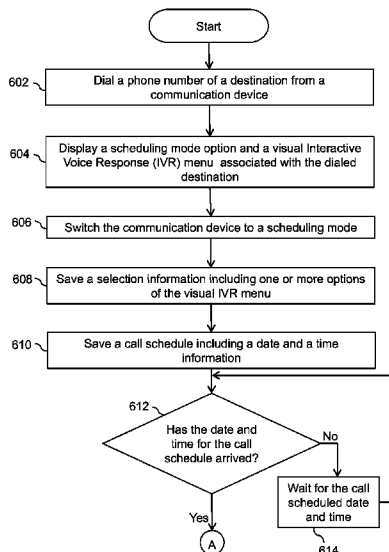 Start
602
Dial a phone number of a destination from a
communication device
604
Display a scheduling mode option and a visual Interactive
Voice Response (IVR) menu associated with the dialed
destination
606
Switch the communication device to a scheduling mode
608
Save a selection information including one or more options
of the visual IVR menu
610
Save a call schedule including a date and a time
information
612
Has the date and
time for the call
schedule arrived?
No
Wait for the call
scheduled date
and time
Yes
A
614